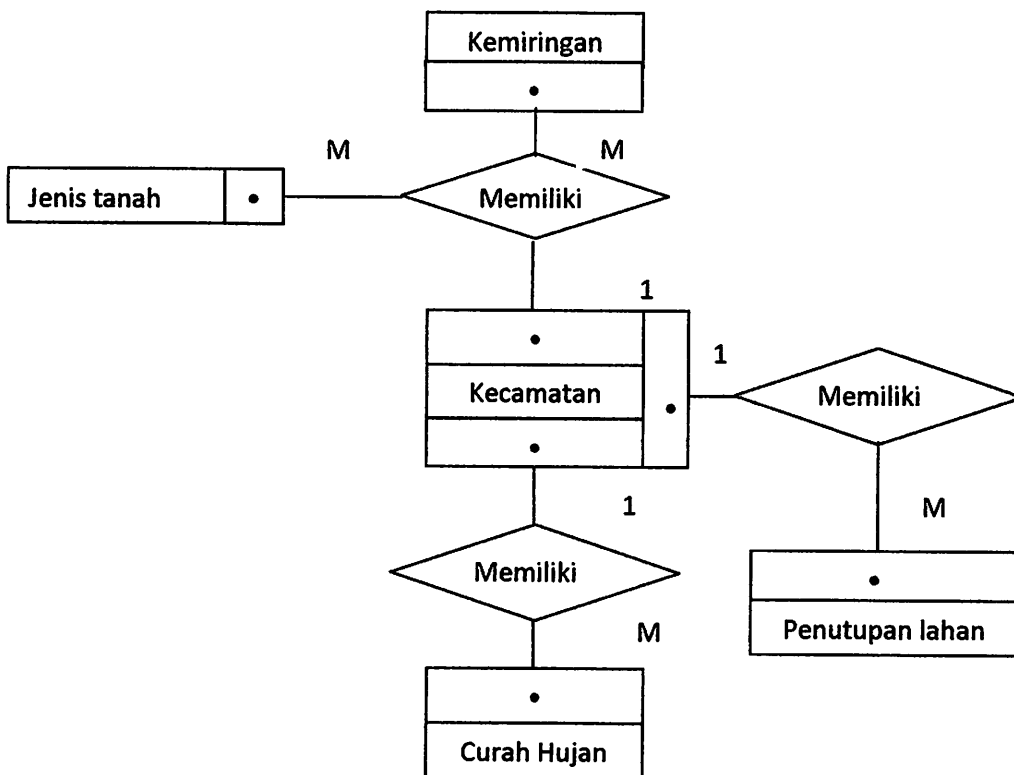 Kemiringan
M
M
Jenis tanah
Memiliki
1
1
Kecamatan
Memiliki
1
M
Memiliki
M
Penutupan lahan
Curah Hujan